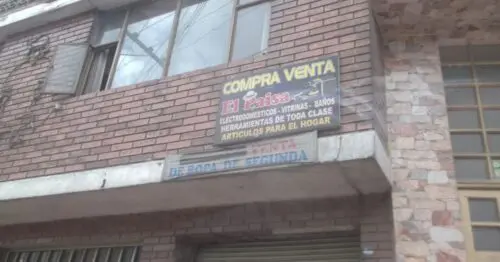 COMPRA VENTA
El Paisa
ELECTRODOMESTICOS - VITRINAS - BAÑOS
HERRAMIENTAS DE TODA CLASE
ARTICULOS PARA EL HOGAR
VENTA
DE ROPA DE SEGUNDA